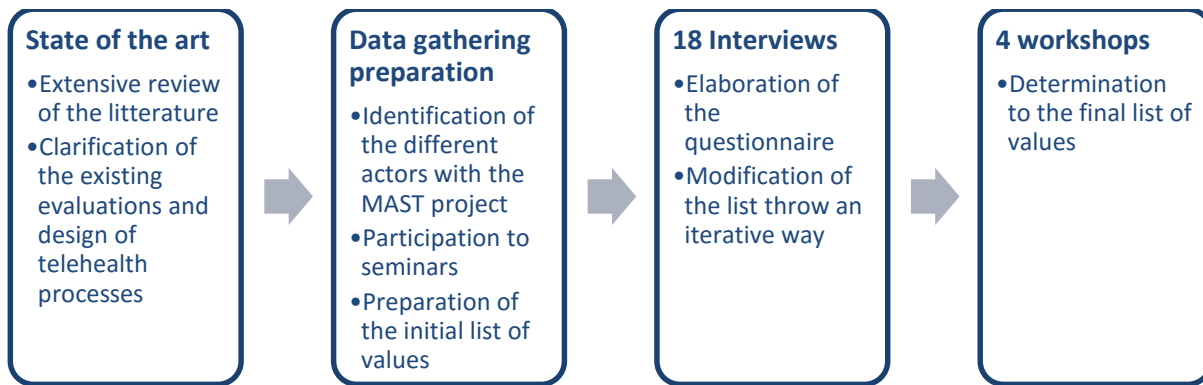 State of the art
•Extensive review
of the litterature
•Clarification of
the existing
evaluations and
design of
telehealth
processes
Data gathering
preparation
•Identification of
the different
actors with the
MAST project
•Participation to
seminars
•Preparation of
the initial list of
values
18 Interviews
•Elaboration of
the
questionnaire
•Modification of
the list throw an
iterative way
4 workshops
•Determination
to the final list of
values